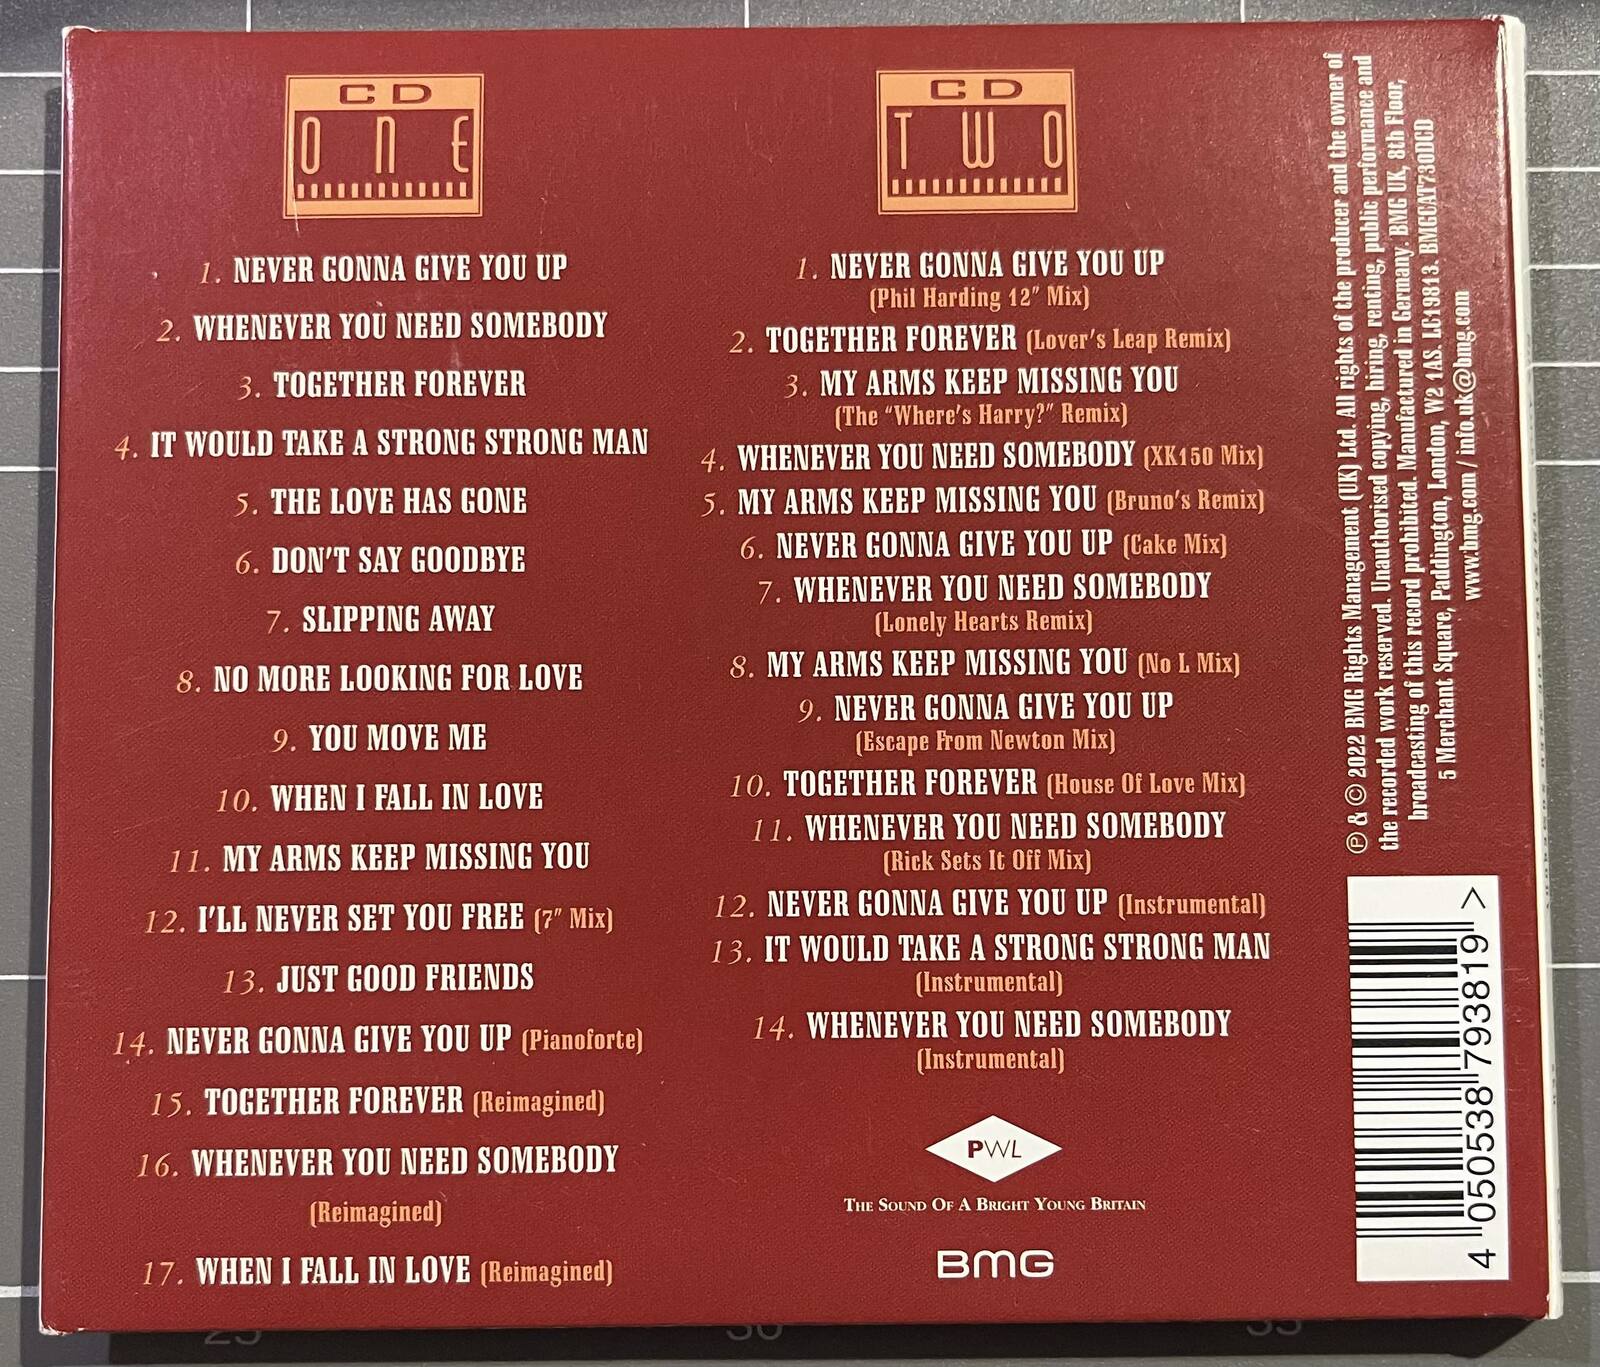 CD
ONE
1. NEVER GONNA GIVE YOU UP
2. WHENEVER YOU NEED SOMEBODY
3. TOGETHER FOREVER
4. IT WOULD TAKE A STRONG STRONG MAN
5. THE LOVE HAS GONE
6. DON'T SAY GOODBYE
7. SLIPPING AWAY
8. NO MORE LOOKING FOR LOVE
9. YOU MOVE ME
10. WHEN I FALL IN LOVE
11. MY ARMS KEEP MISSING YOU
12. I'LL NEVER SET YOU FREE (7" Mix)
13. JUST GOOD FRIENDS
14. NEVER GONNA GIVE YOU UP (Pianoforte)
15. TOGETHER FOREVER (Reimagined)
16. WHENEVER YOU NEED SOMEBODY
(Reimagined)
17. WHEN I FALL IN LOVE (Reimagined)
CD
TWO
1. NEVER GONNA GIVE YOU UP
(Phil Harding 12" Mix)
2. TOGETHER FOREVER (Lover's Leap Remix)
3. MY ARMS KEEP MISSING YOU
(The "Where's Harry?" Remix)
4. WHENEVER YOU NEED SOMEBODY (XK150 Mix)
5. MY ARMS KEEP MISSING YOU (Bruno's Remix)
6. NEVER GONNA GIVE YOU UP (Cake Mix)
7. WHENEVER YOU NEED SOMEBODY
(Lonely Hearts Remix)
8. MY ARMS KEEP MISSING YOU (No L Mix)
9. NEVER GONNA GIVE YOU UP
(Escape From Newton Mix)
10. TOGETHER FOREVER (House Of Love Mix)
11. WHENEVER YOU NEED SOMEBODY
(Rick Sets It Off Mix)
12. NEVER GONNA GIVE YOU UP (Instrumental)
13. IT WOULD TAKE A STRONG STRONG MAN
(Instrumental)
14. WHENEVER YOU NEED SOMEBODY
(Instrumental)
PWL
THE SOUND OF A BRIGHT YOUNG BRITAIN
BMG
℗ & © 2022 BMG Rights Management (UK) Ltd. All rights of the producer and the owner of
the recorded work reserved. Unauthorised copying, hiring, renting, public performance and
broadcasting of this record prohibited. Manufactured in Germany. BMG UK, 8th Floor,
5 Merchant Square, Paddington, London, W2 1AS. LC19813. BMGCAT730DCD
www.bmg.com / info.uk@bmg.com
4 050538 793819 >
25
30
35